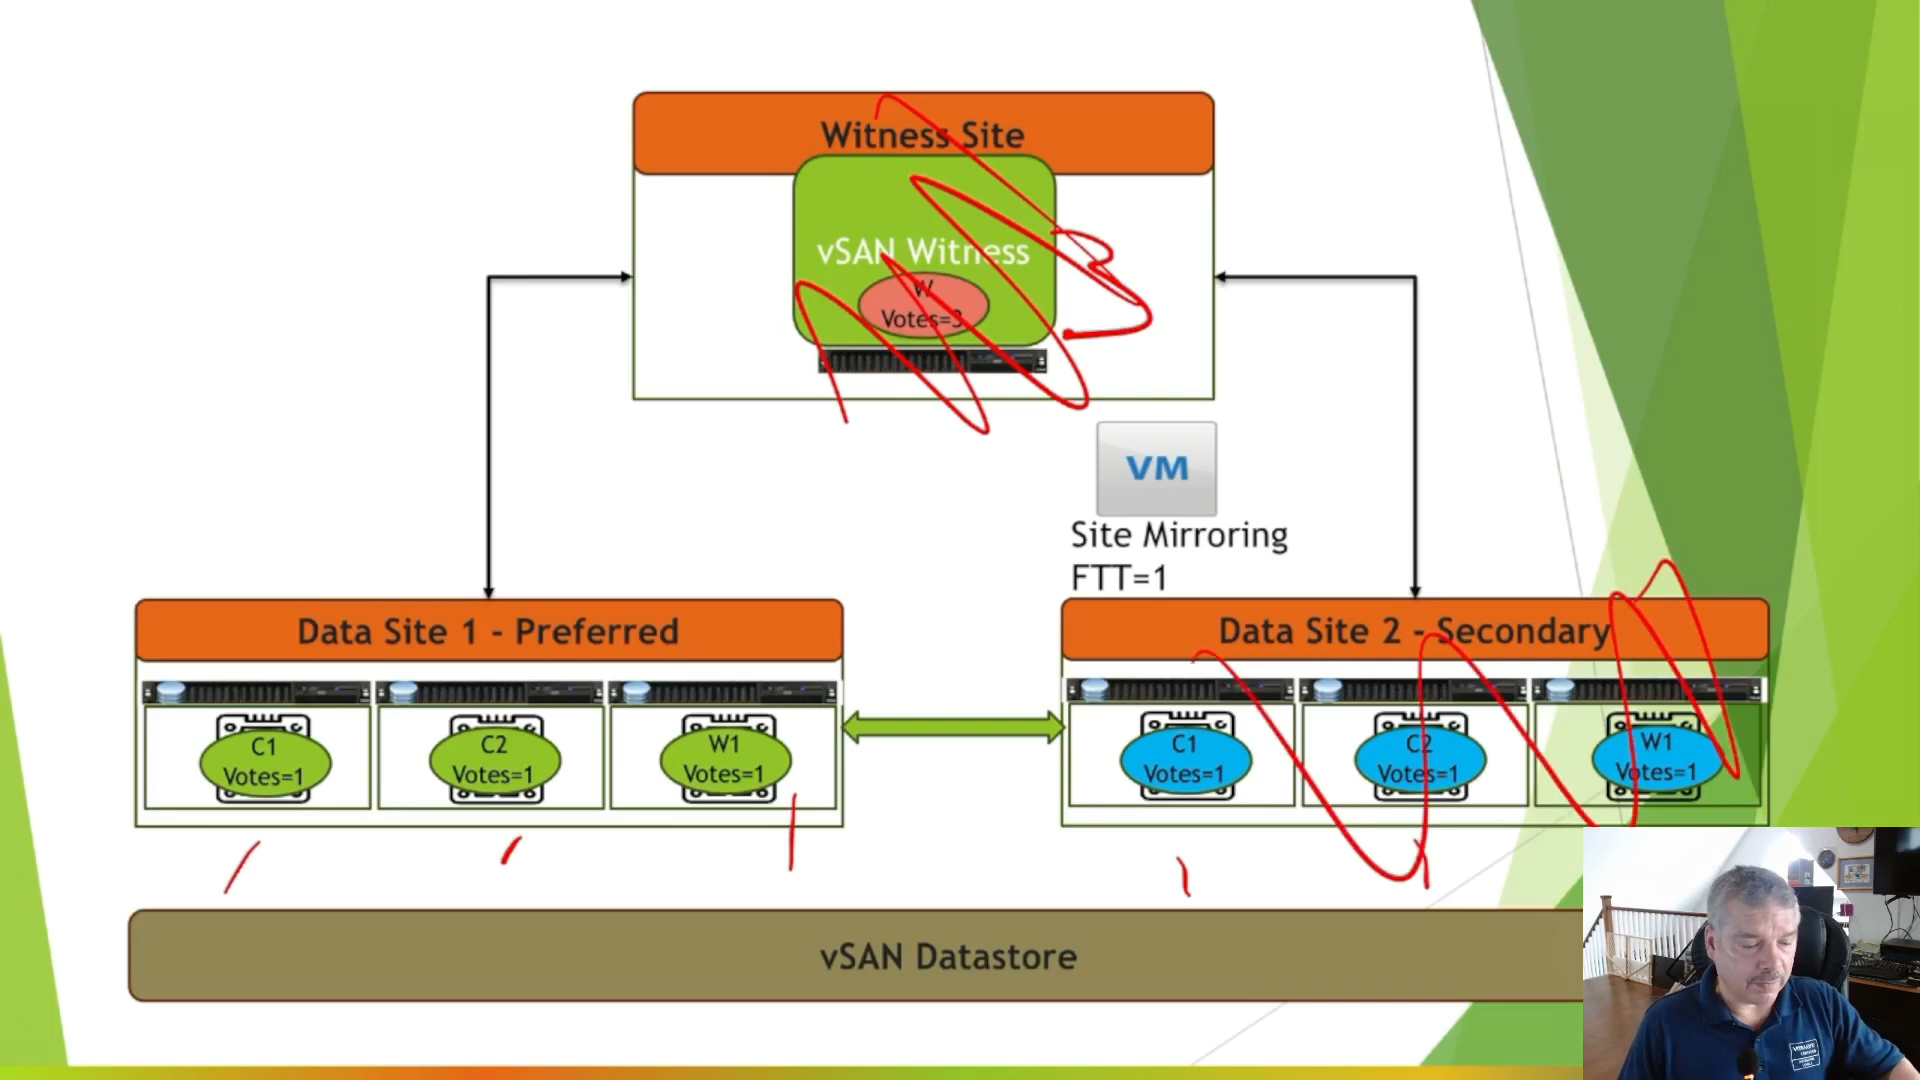 Witness Site
vSAN Witness
W
Votes=3
3
VM
Site Mirroring
FTT=1
Data Site 1 - Preferred
Data Site 2 - Secondary
C1
Votes=1
C2
Votes=1
W1
Votes=1
C1
Votes=1
C2
Votes=1
W1
Votes=1
vSAN Datastore